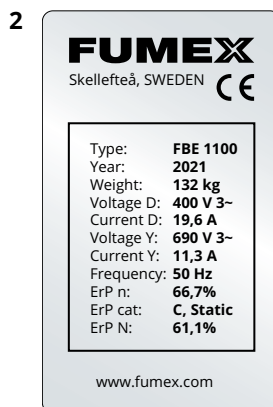 2
FUMEX
Skellefteå, SWEDEN CE
Type: FBE 1100
Year: 2021
Weight: 132 kg
Voltage D: 400 V 3~
Current D: 19,6 A
Voltage Y: 690 V 3~
Current Y: 11,3 A
Frequency: 50 Hz
ErP n: 66,7%
ErP cat: C, Static
ErP N: 61,1%
www.fumex.com